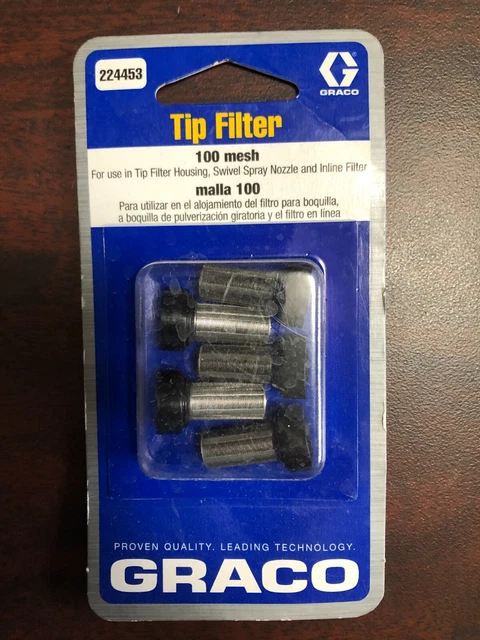 224453
GRACO
Tip Filter
100 mesh
For use in Tip Filter Housing, Swivel Spray Nozzle and Inline Filter
malla 100
Para utilizar en el alojamiento del filtro para boquilla,
a boquilla de pulverización giratoria y el filtro en línea
PROVEN QUALITY. LEADING TECHNOLOGY.
GRACO